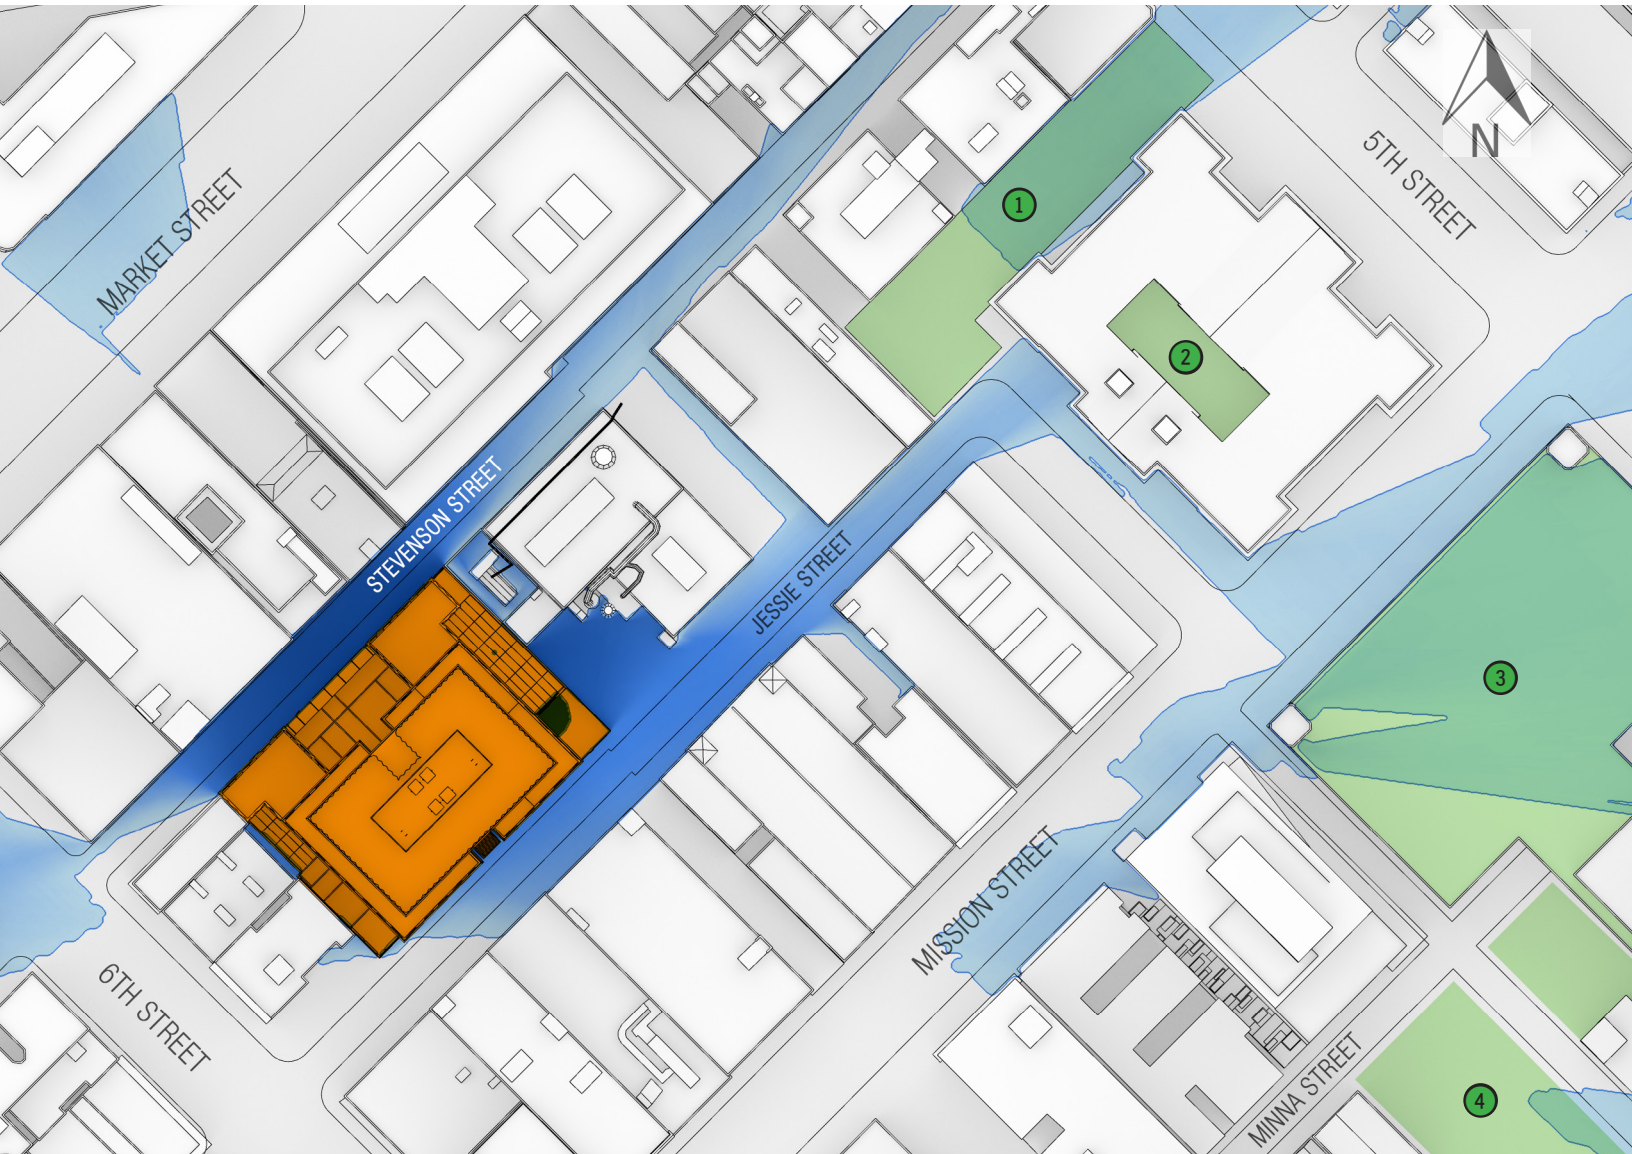 N
5TH STREET
MARKET STREET
1
2
STEVENSON STREET
JESSIE STREET
3
MISSION STREET
6TH STREET
MINNA STREET
4